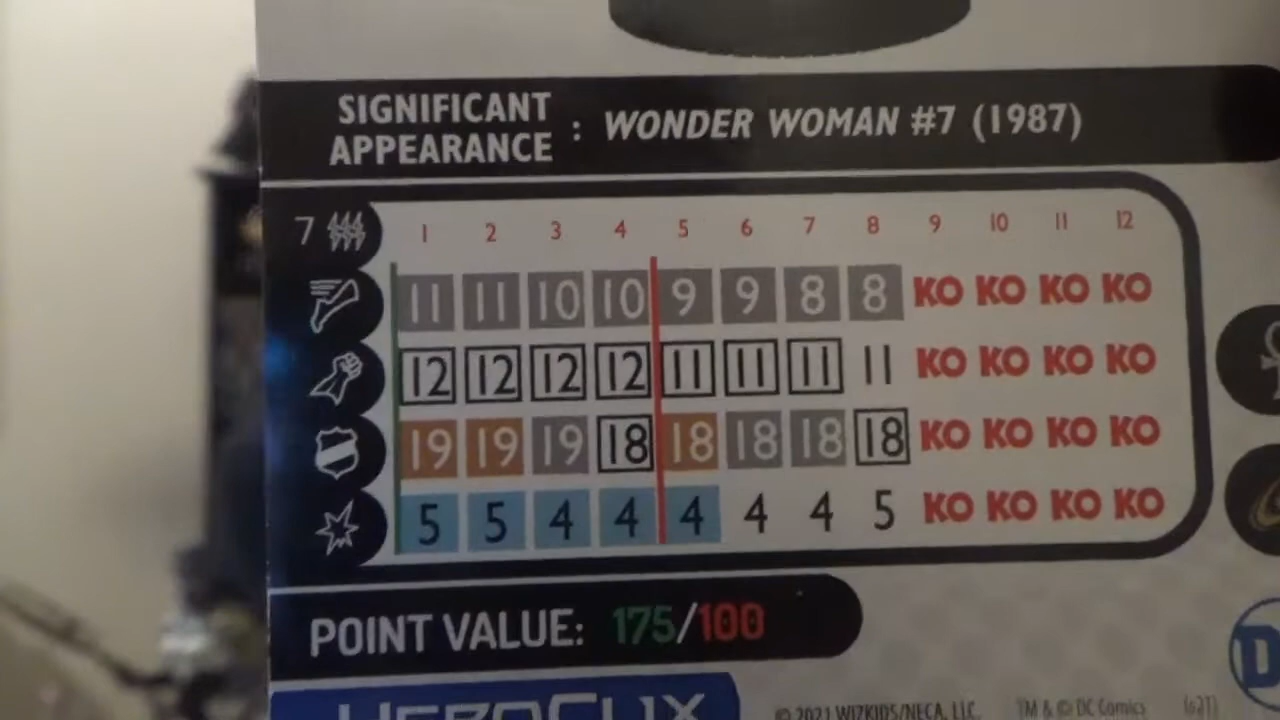 SIGNIFICANT
APPEARANCE : WONDER WOMAN #7 (1987)
7 1 2 3 4 5 6 7 8 9 10 11 12
11 11 10 10 9 9 8 8 KO KO KO KO
12 12 12 12 11 11 11 11 KO KO KO KO
19 19 19 18 18 18 18 18 KO KO KO KO
5 5 4 4 4 4 4 5 KO KO KO KO
POINT VALUE: 175/100
HEROCLIX
© 2021 WIZKIDS/NECA, LLC. TM & © DC Comics (s21)
D